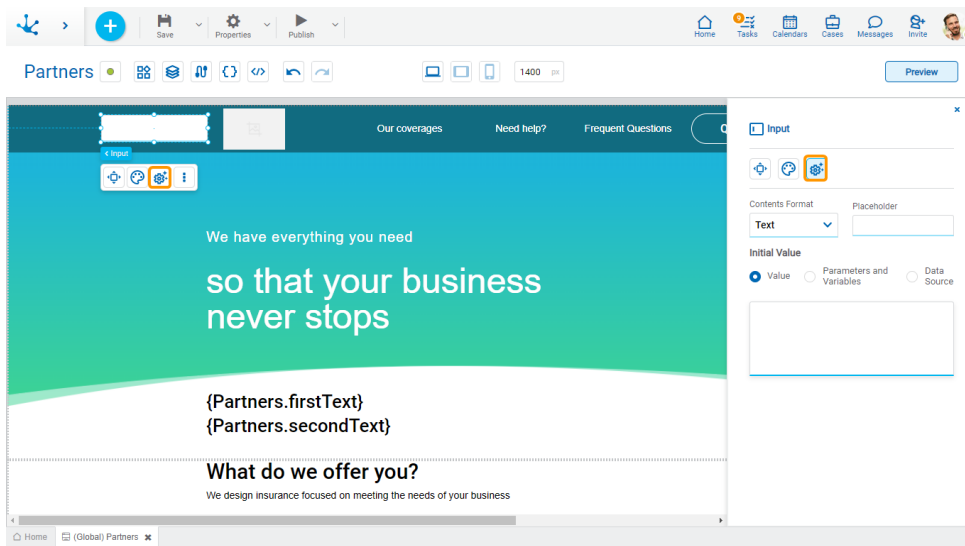 Save
Properties
Publish
Home
9
Tasks
Calendars
Cases
Messages
Invite
Partners
1400 px
Preview
Our coverages
Need help?
Frequent Questions
< Input
We have everything you need
so that your business
never stops
{Partners.firstText}
{Partners.secondText}
What do we offer you?
We design insurance focused on meeting the needs of your business
Input
Contents Format
Placeholder
Text
Initial Value
Value
Parameters and
Variables
Data
Source
Home
(Global) Partners